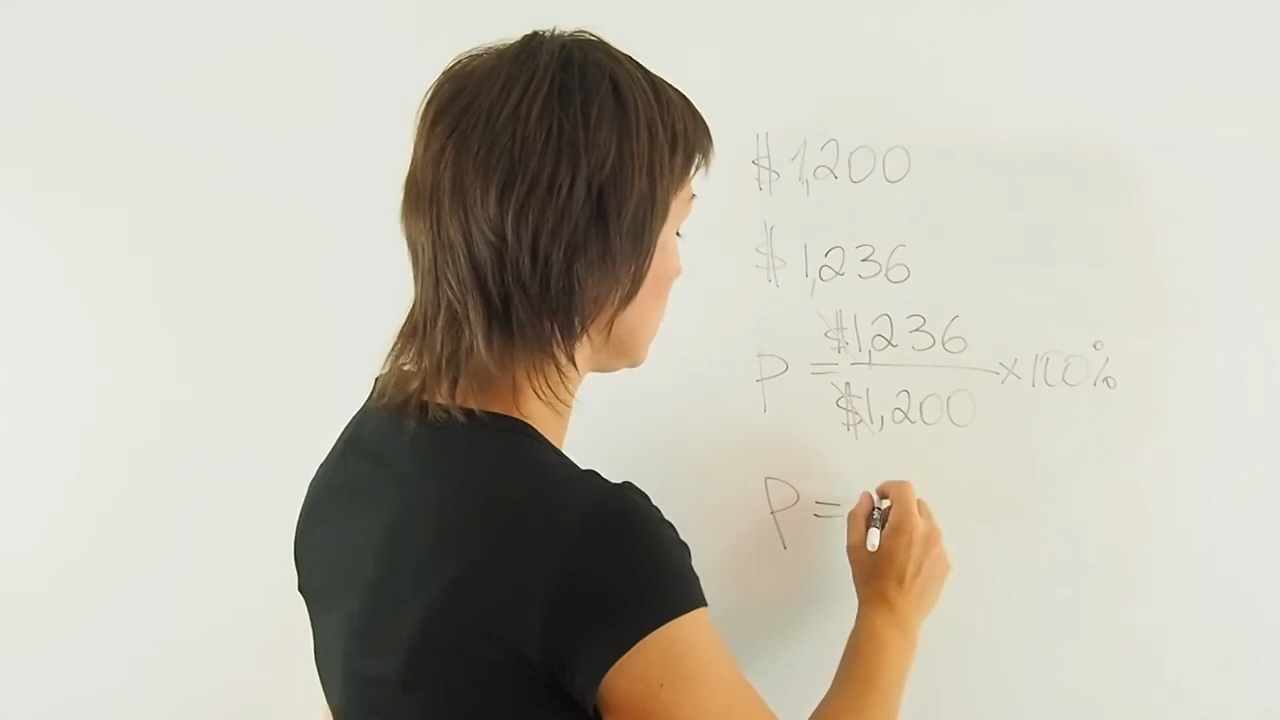 $1,200
$1,236
P = $1,236 / $1,200 × 100%
P =